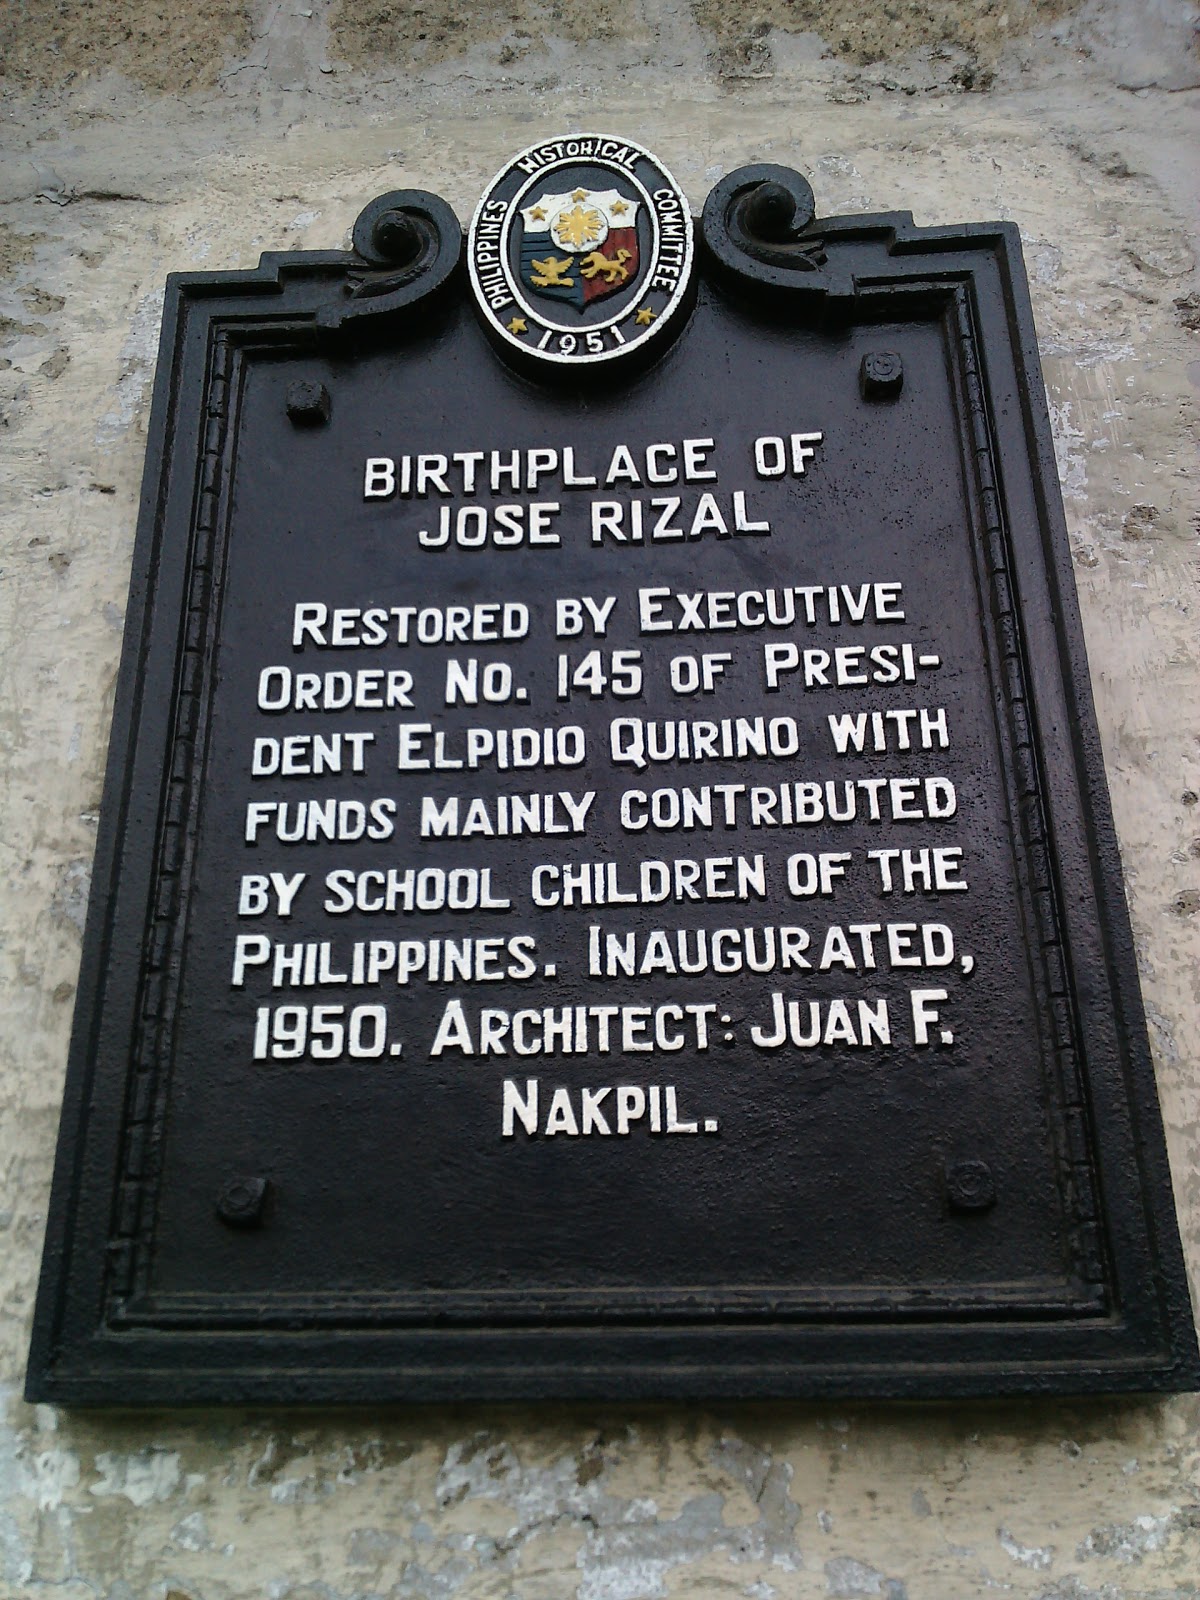 PHILIPPINES HISTORICAL COMMITTEE
1951
BIRTHPLACE OF
JOSE RIZAL
RESTORED BY EXECUTIVE
ORDER NO. 145 OF PRESI-
DENT ELPIDIO QUIRINO WITH
FUNDS MAINLY CONTRIBUTED
BY SCHOOL CHILDREN OF THE
PHILIPPINES. INAUGURATED,
1950. ARCHITECT: JUAN F.
NAKPIL.